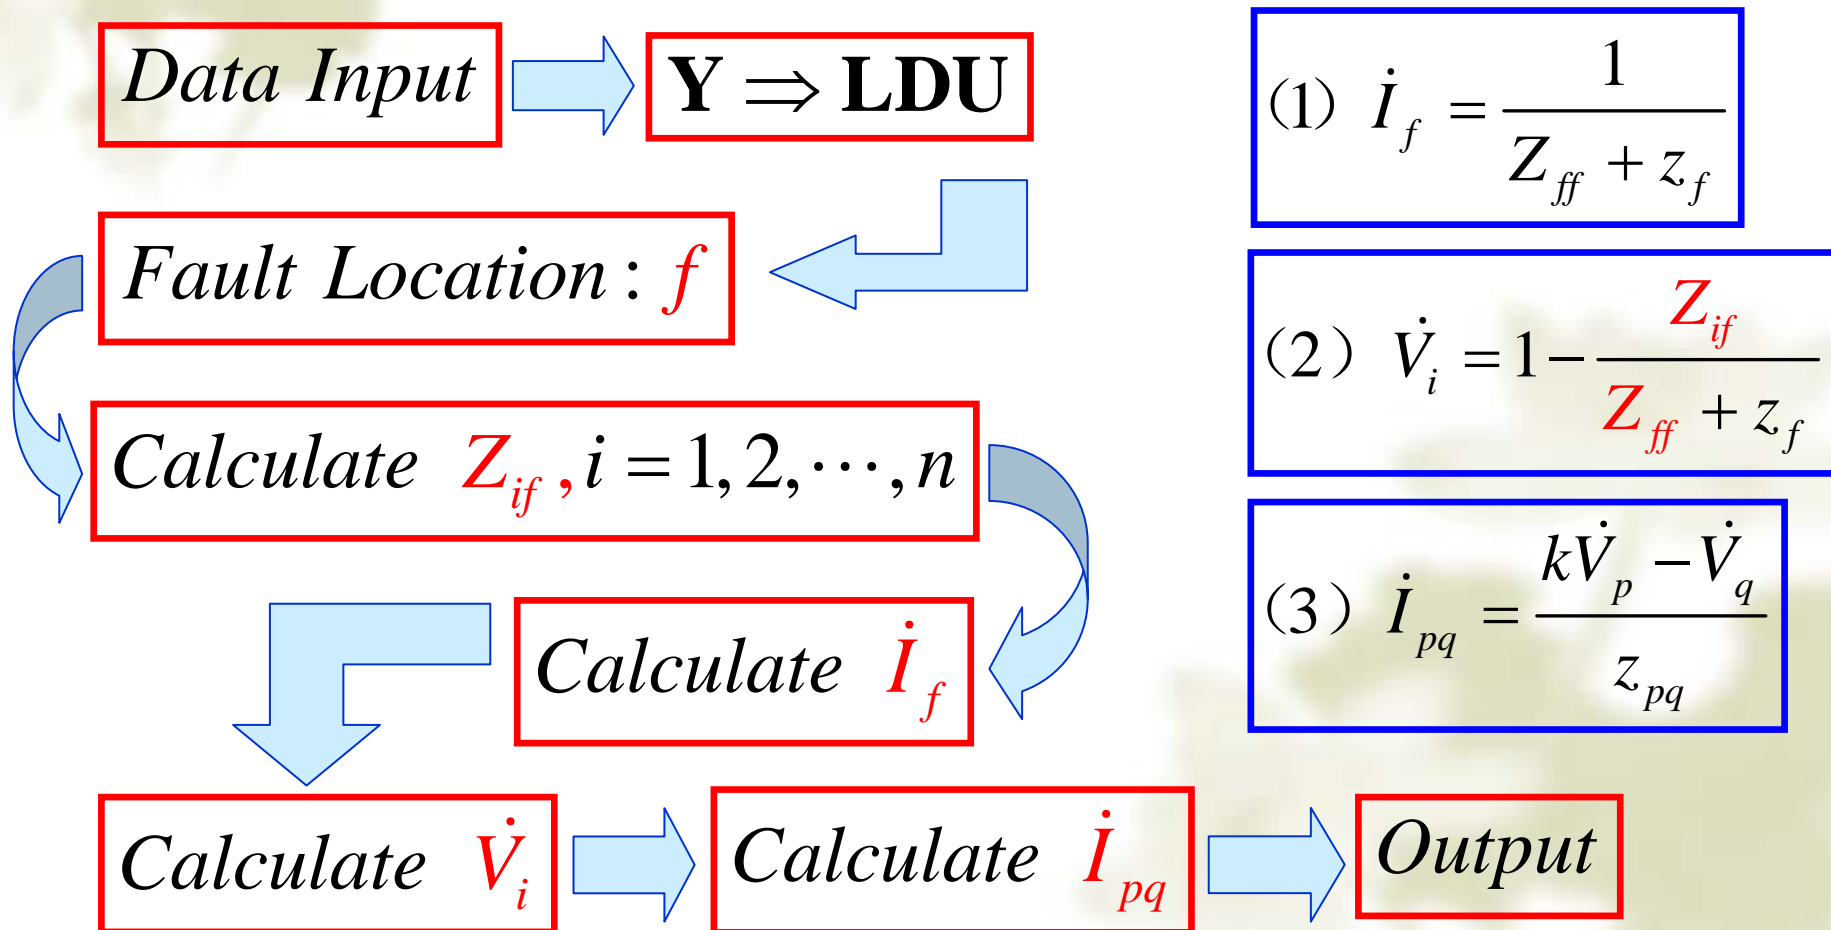 Data Input
Y ⇒ LDU
Fault Location : f
Calculate Z_if , i = 1, 2, ⋯, n
Calculate İ_f
Calculate V̇_i
Calculate İ_pq
Output
(1) İ_f = 1 / (Z_ff + z_f)
(2) V̇_i = 1 − Z_if / (Z_ff + z_f)
(3) İ_pq = (kV̇_p − V̇_q) / z_pq